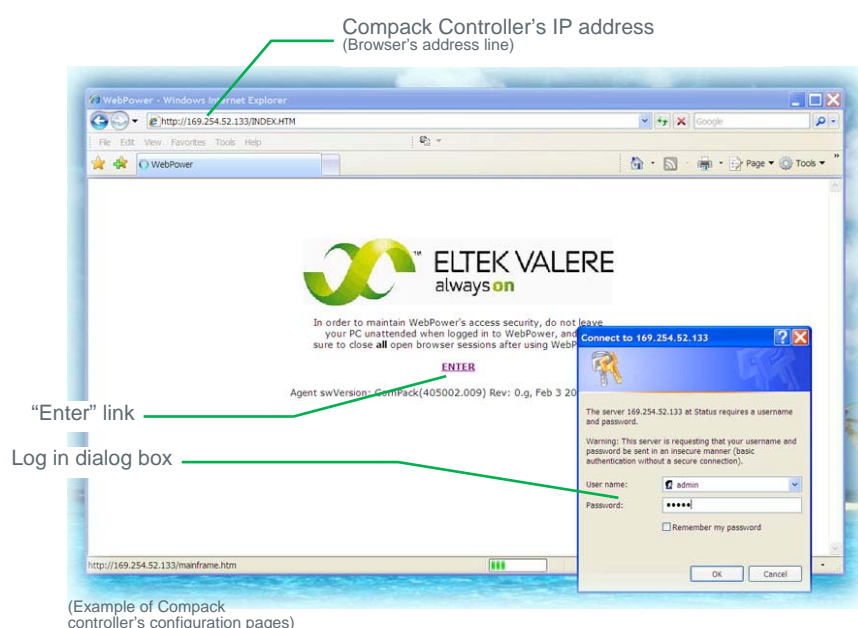 Compack Controller's IP address
(Browser's address line)
WebPower - Windows Internet Explorer
http://169.254.52.133/INDEX.HTM
Google
File Edit View Favorites Tools Help
WebPower
Page
Tools
™
ELTEK VALERE
always on
In order to maintain WebPower's access security, do not leave
your PC unattended when logged in to WebPower, and
sure to close all open browser sessions after using WebP
ENTER
Agent swVersion: ComPack(405002.009) Rev: 0.g, Feb 3 20
"Enter" link
Log in dialog box
Connect to 169.254.52.133
The server 169.254.52.133 at Status requires a username
and password.
Warning: This server is requesting that your username and
password be sent in an insecure manner (basic
authentication without a secure connection).
User name:
admin
Password:
•••••
Remember my password
OK Cancel
http://169.254.52.133/mainframe.htm
(Example of Compack
controller's configuration pages)